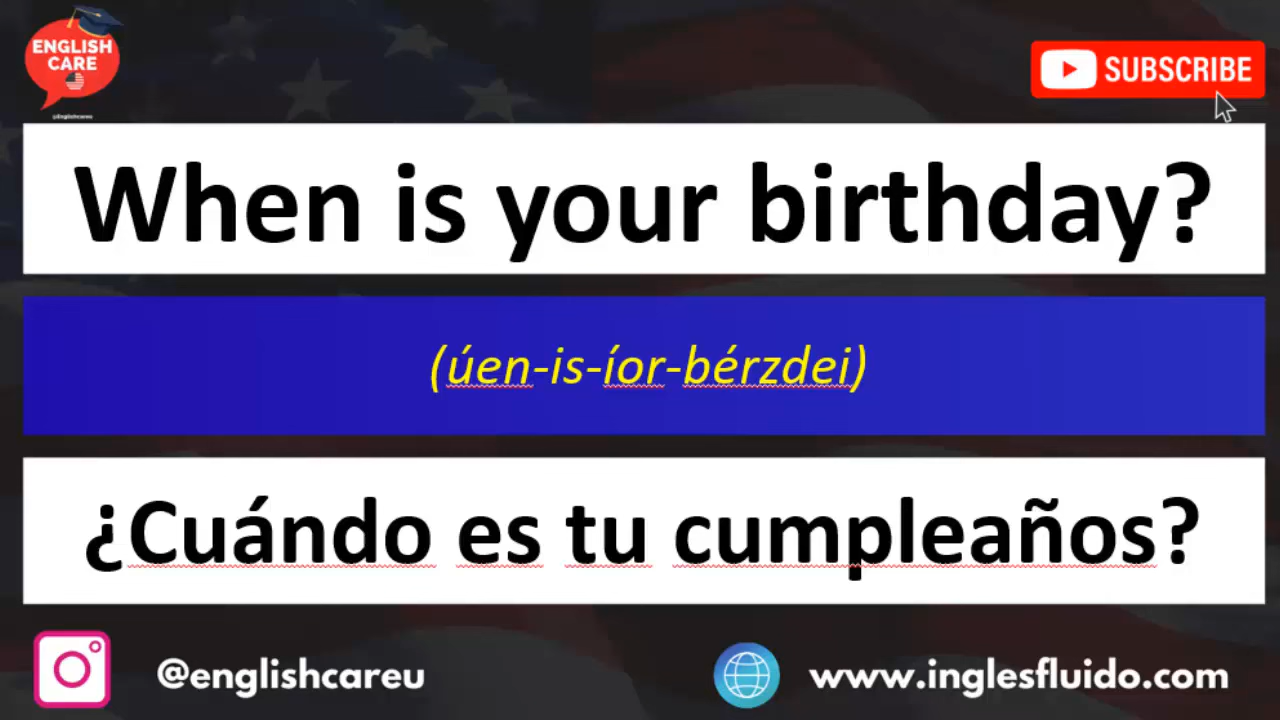 ENGLISH
CARE
@Englishcareu
SUBSCRIBE
When is your birthday?
(úen-is-íor-bérzdei)
¿Cuándo es tu cumpleaños?
@englishcareu
www.inglesfluido.com